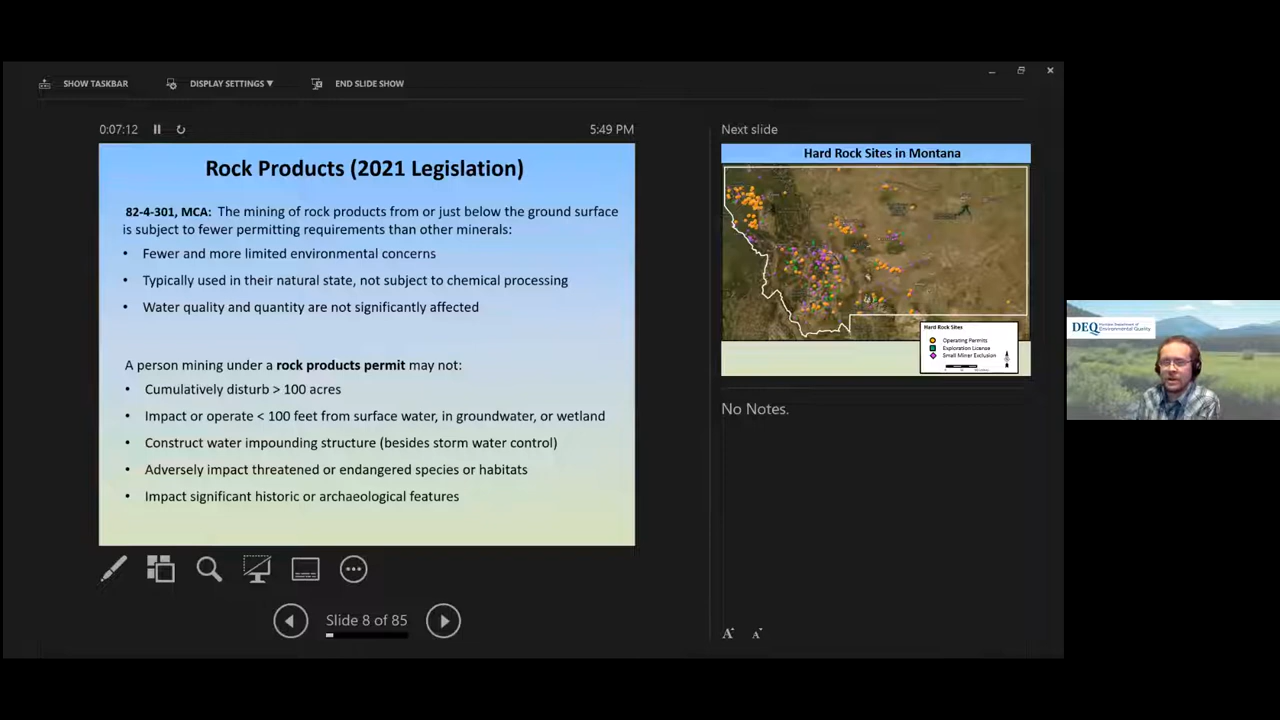 SHOW TASKBAR
DISPLAY SETTINGS ▼
END SLIDE SHOW
0:07:12
5:49 PM
Rock Products (2021 Legislation)
82-4-301, MCA: The mining of rock products from or just below the ground surface
is subject to fewer permitting requirements than other minerals:
• Fewer and more limited environmental concerns
• Typically used in their natural state, not subject to chemical processing
• Water quality and quantity are not significantly affected
A person mining under a rock products permit may not:
• Cumulatively disturb > 100 acres
• Impact or operate < 100 feet from surface water, in groundwater, or wetland
• Construct water impounding structure (besides storm water control)
• Adversely impact threatened or endangered species or habitats
• Impact significant historic or archaeological features
Slide 8 of 85
Next slide
Hard Rock Sites in Montana
Hard Rock Sites
Operating Permits
Exploration License
Small Miner Exclusion
No Notes.
A A
DEQ Montana Department of
Environmental Quality